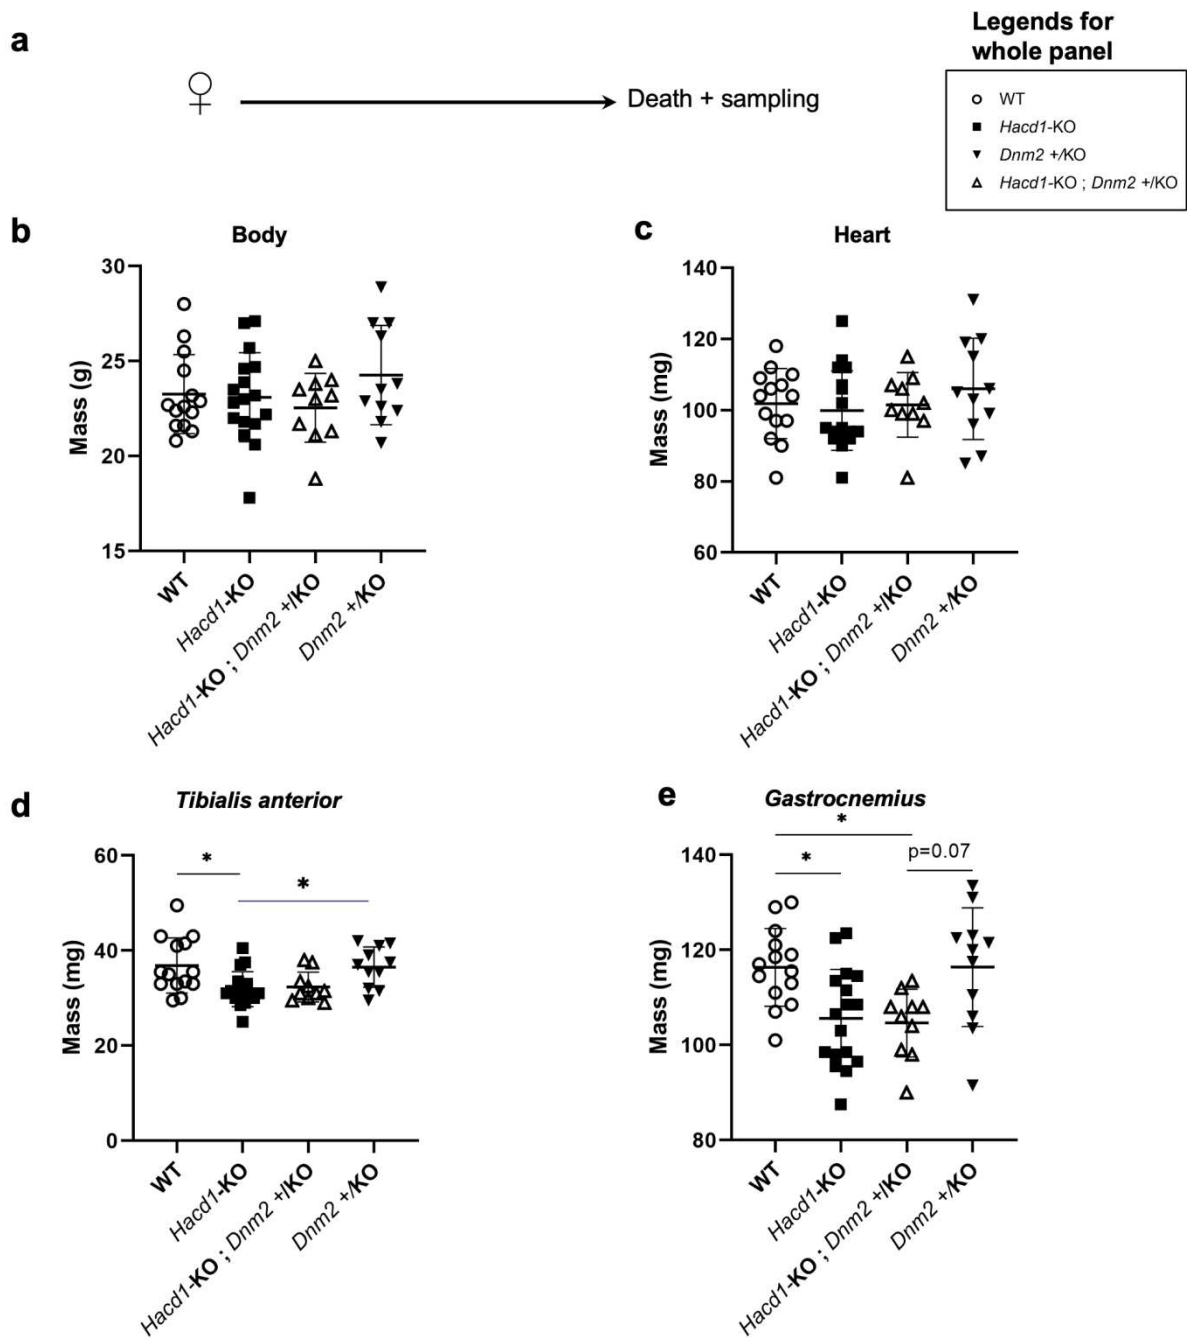 a
♀
Death + sampling
Legends for
whole panel
WT
Hacd1-KO
Dnm2 +/KO
Hacd1-KO ; Dnm2 +/KO
b
Body
Mass (g)
30
25
20
15
WT
Hacd1-KO
Hacd1-KO ; Dnm2 +/KO
Dnm2 +/KO
c
Heart
Mass (mg)
140
120
100
80
60
WT
Hacd1-KO
Hacd1-KO ; Dnm2 +/KO
Dnm2 +/KO
d
Tibialis anterior
Mass (mg)
60
40
20
0
*
*
WT
Hacd1-KO
Hacd1-KO ; Dnm2 +/KO
Dnm2 +/KO
e
Gastrocnemius
Mass (mg)
140
120
100
80
*
*
p=0.07
WT
Hacd1-KO
Hacd1-KO ; Dnm2 +/KO
Dnm2 +/KO